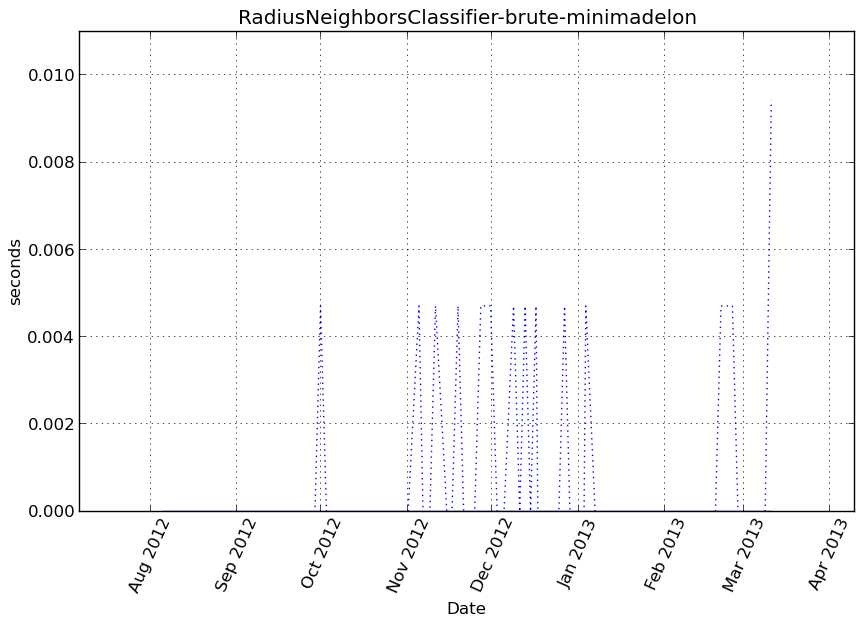 RadiusNeighborsClassifier-brute-minimadelon
0.010
0.008
0.006
0.004
0.002
0.000
seconds
Aug 2012
Sep 2012
Oct 2012
Nov 2012
Dec 2012
Jan 2013
Feb 2013
Mar 2013
Apr 2013
Date